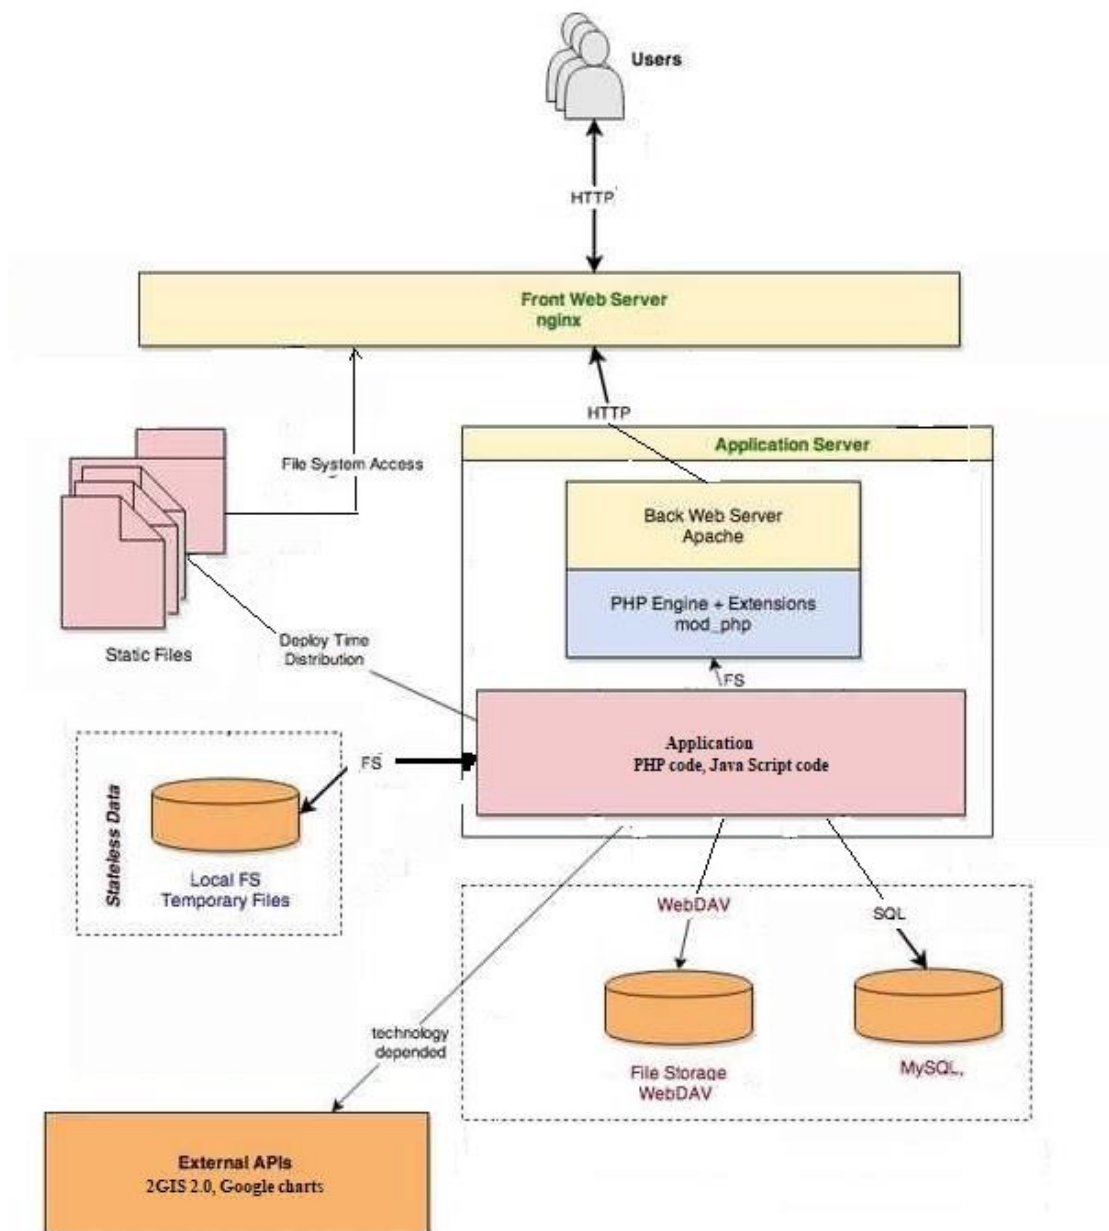 Users
HTTP
Front Web Server
nginx
HTTP
File System Access
Application Server
Back Web Server
Apache
PHP Engine + Extensions
mod_php
Static Files
Deploy Time
Distribution
FS
Application
PHP code, Java Script code
FS
Stateless Data
Local FS
Temporary Files
WebDAV
SQL
technology
depended
File Storage
WebDAV
MySQL,
External APIs
2GIS 2.0, Google charts